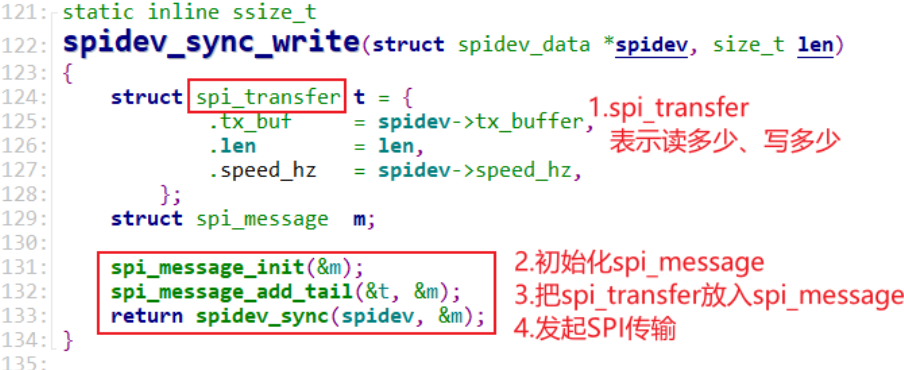 121: static inline ssize_t
122: spidev_sync_write(struct spidev_data *spidev, size_t len)
123: {
124: struct spi_transfer t = {
125: .tx_buf = spidev->tx_buffer,
126: .len = len,
127: .speed_hz = spidev->speed_hz,
128: };
129: struct spi_message m;
130:
131: spi_message_init(&m);
132: spi_message_add_tail(&t, &m);
133: return spidev_sync(spidev, &m);
134: }
135:
1.spi_transfer
表示读多少、写多少
2.初始化spi_message
3.把spi_transfer放入spi_message
4.发起SPI传输